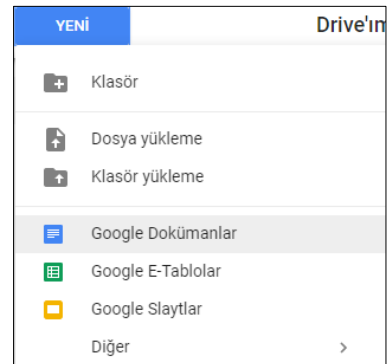 YENİ
Drive'ım
Klasör
Dosya yükleme
Klasör yükleme
Google Dokümanlar
Google E-Tablolar
Google Slaytlar
Diğer